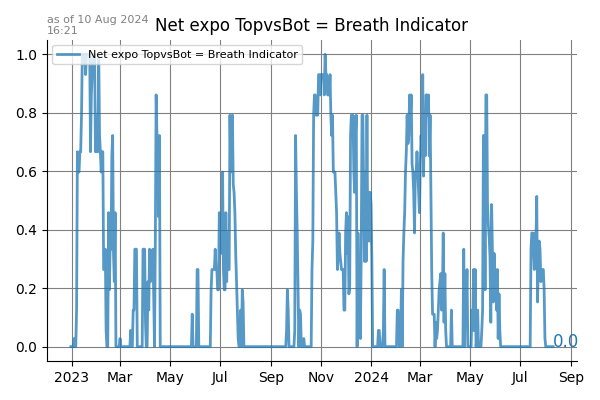 as of 10 Aug 2024
16:21
Net expo TopvsBot = Breath Indicator
Net expo TopvsBot = Breath Indicator
1.0
0.8
0.6
0.4
0.2
0.0
0.0
2023 Mar May Jul Sep Nov 2024 Mar May Jul Sep